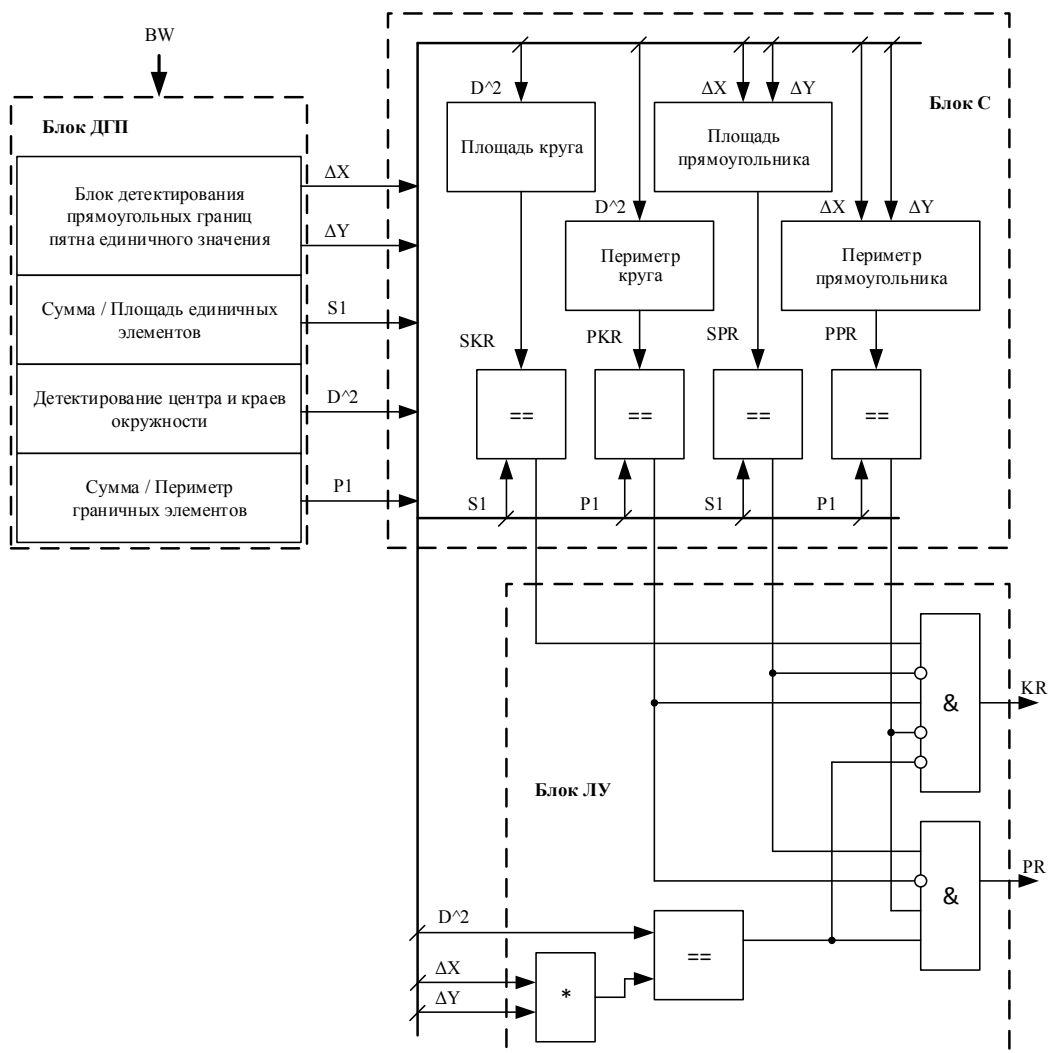 BW
Блок ДГП
Блок детектирования
прямоугольных границ
пятна единичного значения
Сумма / Площадь единичных
элементов
Детектирование центра и краев
окружности
Сумма / Периметр
граничных элементов
ΔX
ΔY
S1
D^2
P1
Блок С
D^2
ΔX
ΔY
Площадь круга
Площадь
прямоугольника
D^2
ΔX
ΔY
Периметр
круга
Периметр
прямоугольника
SKR
PKR
SPR
PPR
==
==
==
==
S1
P1
S1
P1
Блок ЛУ
&
KR
&
PR
D^2
ΔX
ΔY
*
==